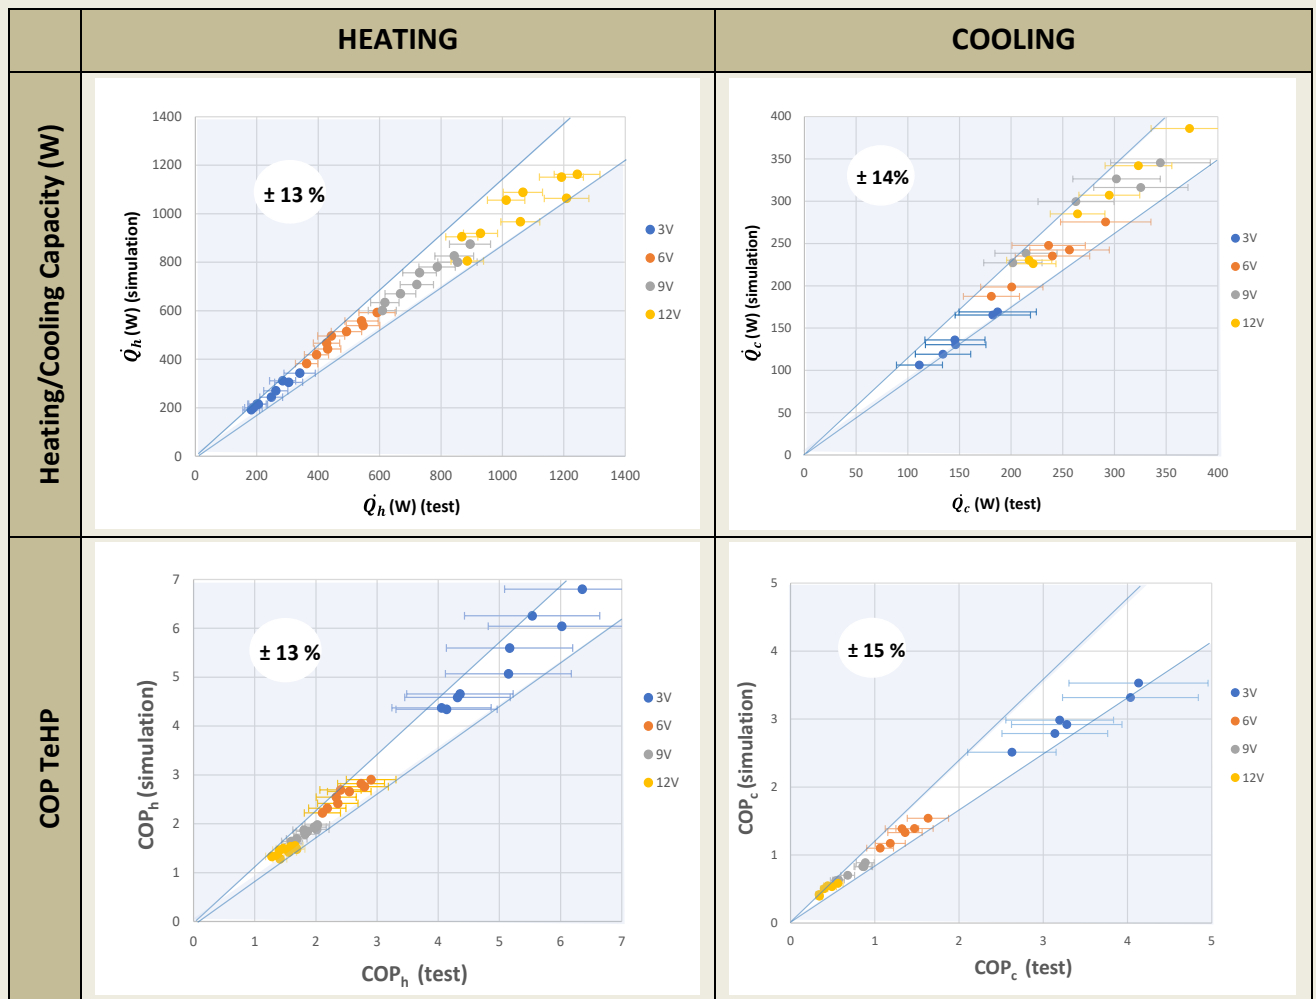 HEATING
COOLING
Heating/Cooling Capacity (W)
1400
1200
1000
800
600
400
200
0
0
200
400
600
800
1000
1200
1400
Q̇h (W) (simulation)
Q̇h (W) (test)
± 13 %
3V
6V
9V
12V
400
350
300
250
200
150
100
50
0
0
50
100
150
200
250
300
350
400
Q̇c (W) (simulation)
Q̇c (W) (test)
± 14%
3V
6V
9V
12V
COP TeHP
7
6
5
4
3
2
1
0
0
1
2
3
4
5
6
7
COPh (simulation)
COPh (test)
± 13 %
3V
6V
9V
12V
5
4
3
2
1
0
0
1
2
3
4
5
COPc (simulation)
COPc (test)
± 15 %
3V
6V
9V
12V